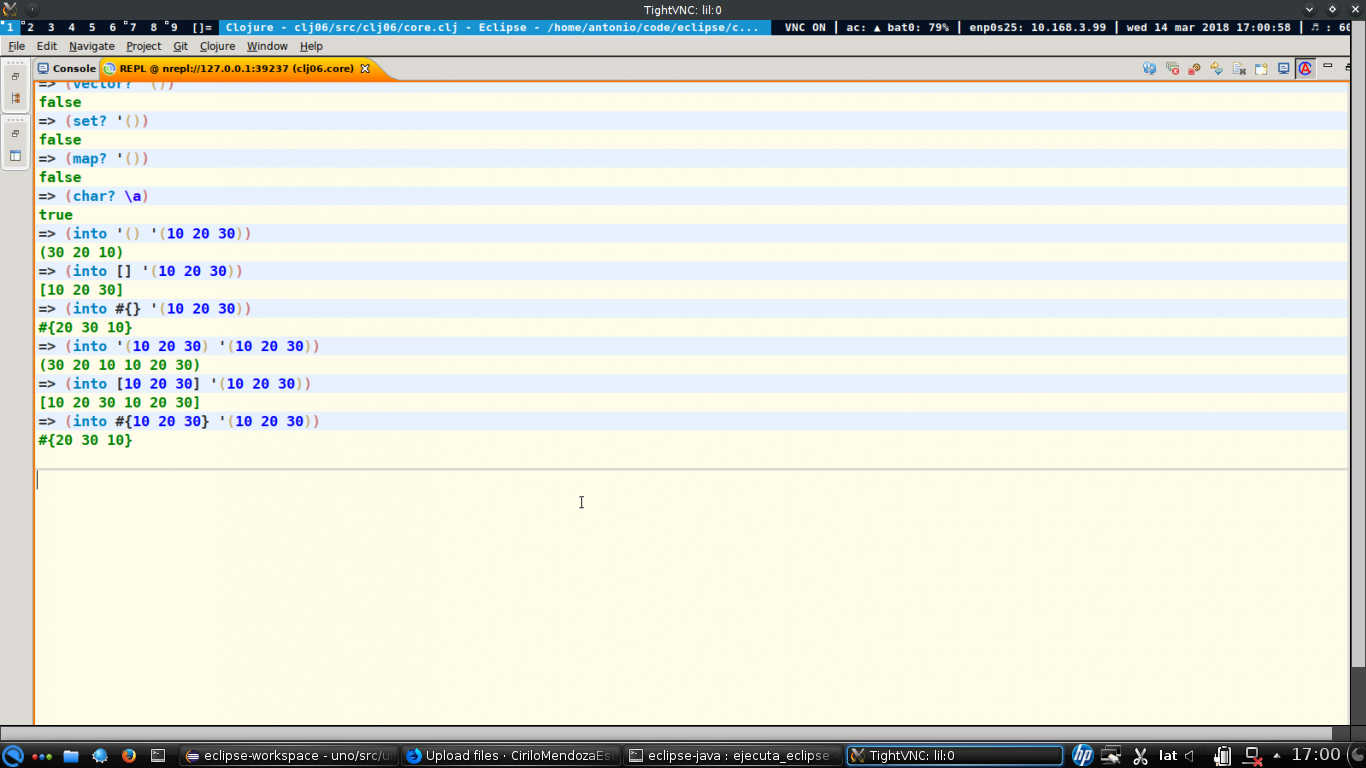 TightVNC: lil:0
1 2 3 4 5 6 7 8 9 []= Clojure - clj06/src/clj06/core.clj - Eclipse - /home/antonio/code/eclipse/c... VNC ON | ac: ▲ bat0: 79% | enp0s25: 10.168.3.99 | wed 14 mar 2018 17:00:58 | ♬ : 60
File Edit Navigate Project Git Clojure Window Help
Console REPL @ nrepl://127.0.0.1:39237 (clj06.core)
=> (vector? '())
false
=> (set? '())
false
=> (map? '())
false
=> (char? \a)
true
=> (into '() '(10 20 30))
(30 20 10)
=> (into [] '(10 20 30))
[10 20 30]
=> (into #{} '(10 20 30))
#{20 30 10}
=> (into '(10 20 30) '(10 20 30))
(30 20 10 10 20 30)
=> (into [10 20 30] '(10 20 30))
[10 20 30 10 20 30]
=> (into #{10 20 30} '(10 20 30))
#{20 30 10}
eclipse-workspace - uno/src/u Upload files · CiriloMendozaEs eclipse-java : ejecuta_eclipse TightVNC: lil:0 hp lat 17:00